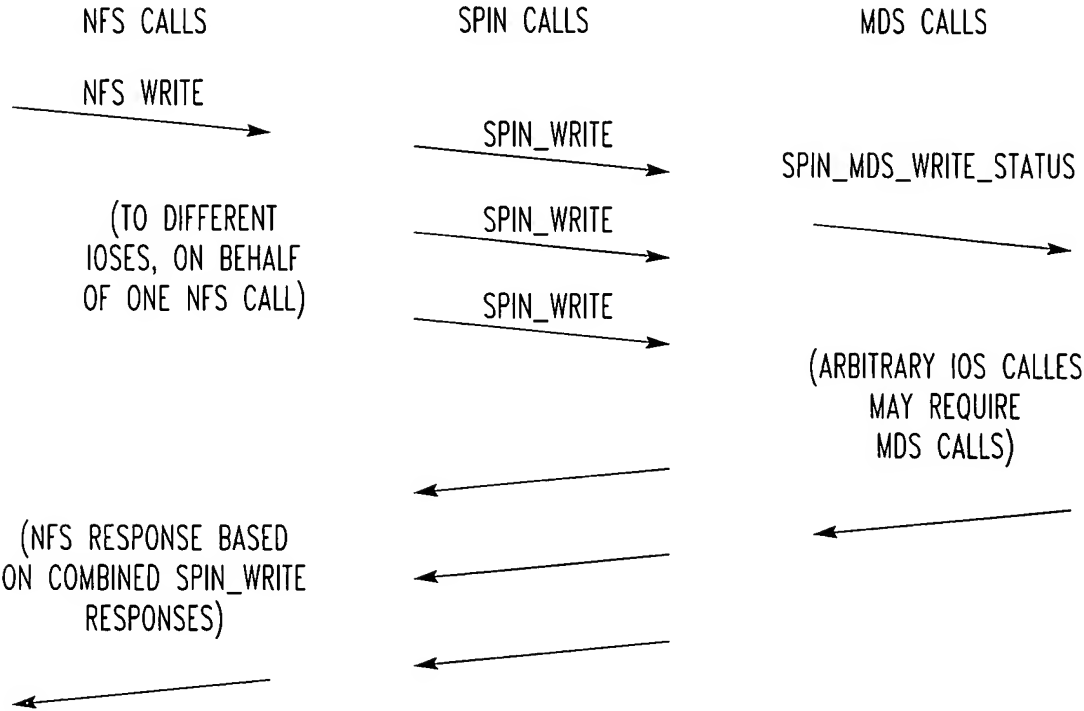 NFS CALLS
SPIN CALLS
MDS CALLS
NFS WRITE
SPIN_WRITE
SPIN_MDS_WRITE_STATUS
(TO DIFFERENT
IOSES, ON BEHALF
OF ONE NFS CALL)
SPIN_WRITE
SPIN_WRITE
(ARBITRARY IOS CALLES
MAY REQUIRE
MDS CALLS)
(NFS RESPONSE BASED
ON COMBINED SPIN_WRITE
RESPONSES)